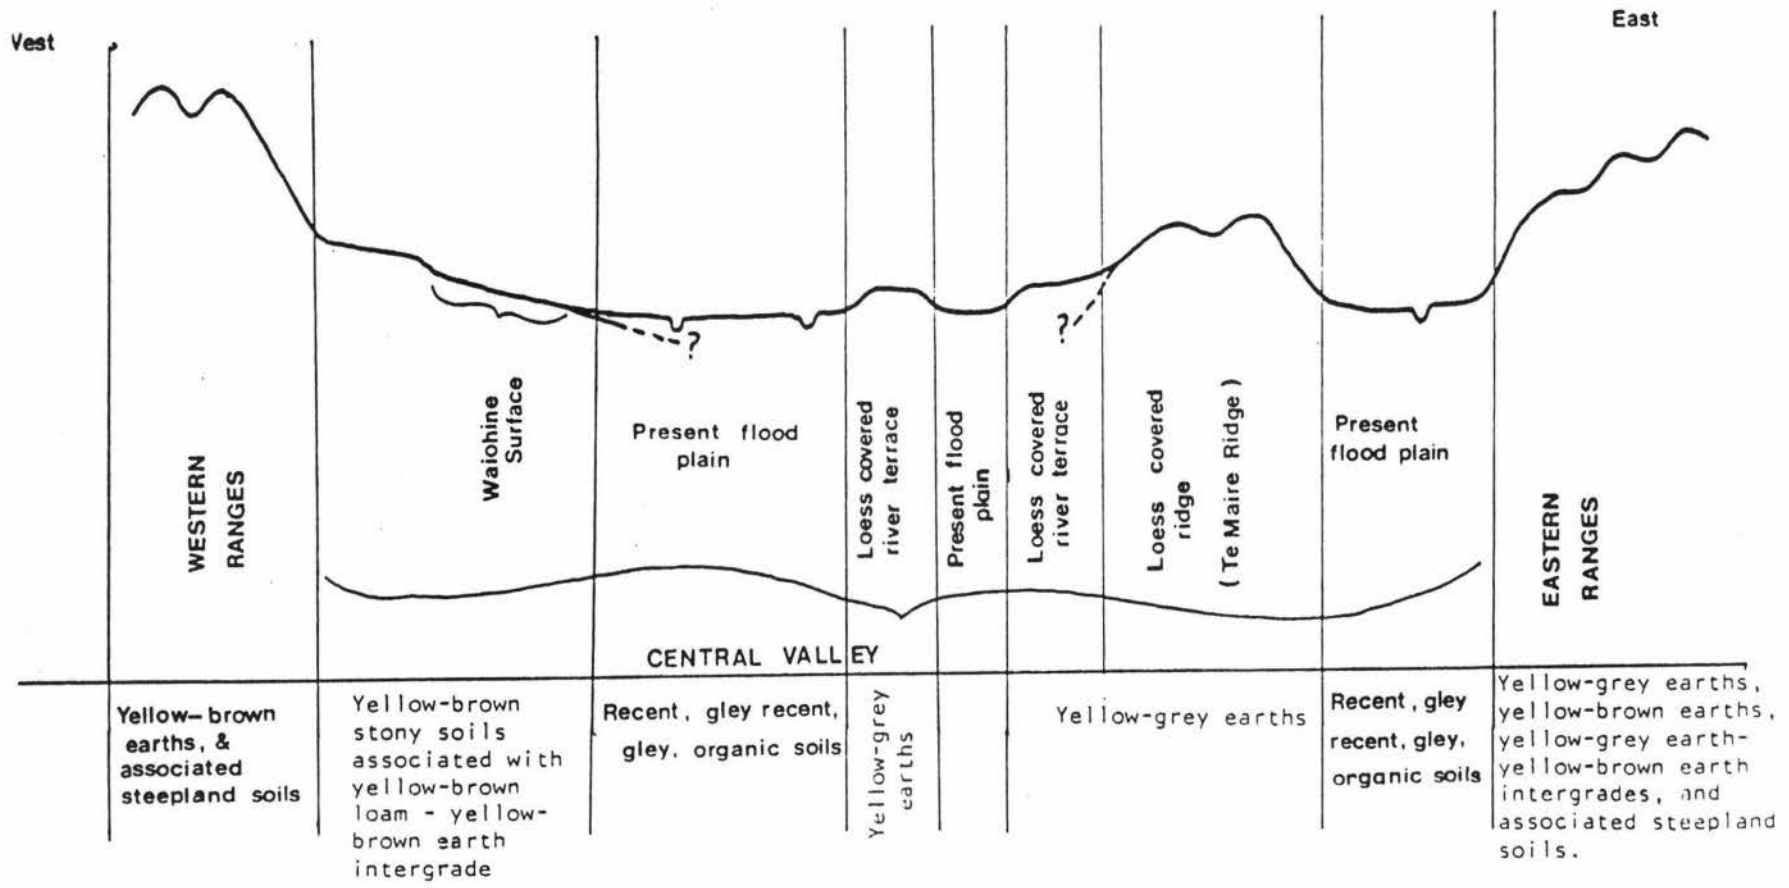 Vest
East
?
?
WESTERN
RANGES
Waiohine
Surface
Present flood
plain
Loess covered
river terrace
Present flood
plain
Loess covered
river terrace
Loess covered
ridge
(Te Maire Ridge)
Present
flood plain
EASTERN
RANGES
CENTRAL VALLEY
Yellow-brown
earths, &
associated
steepland soils
Yellow-brown
stony soils
associated with
yellow-brown
loam - yellow-
brown earth
intergrade
Recent, gley recent,
gley, organic soils
Yellow-grey
earths
Yellow-grey earths
Recent, gley
recent, gley,
organic soils
Yellow-grey earths,
yellow-brown earths,
yellow-grey earth-
yellow-brown earth
intergrades, and
associated steepland
soils.